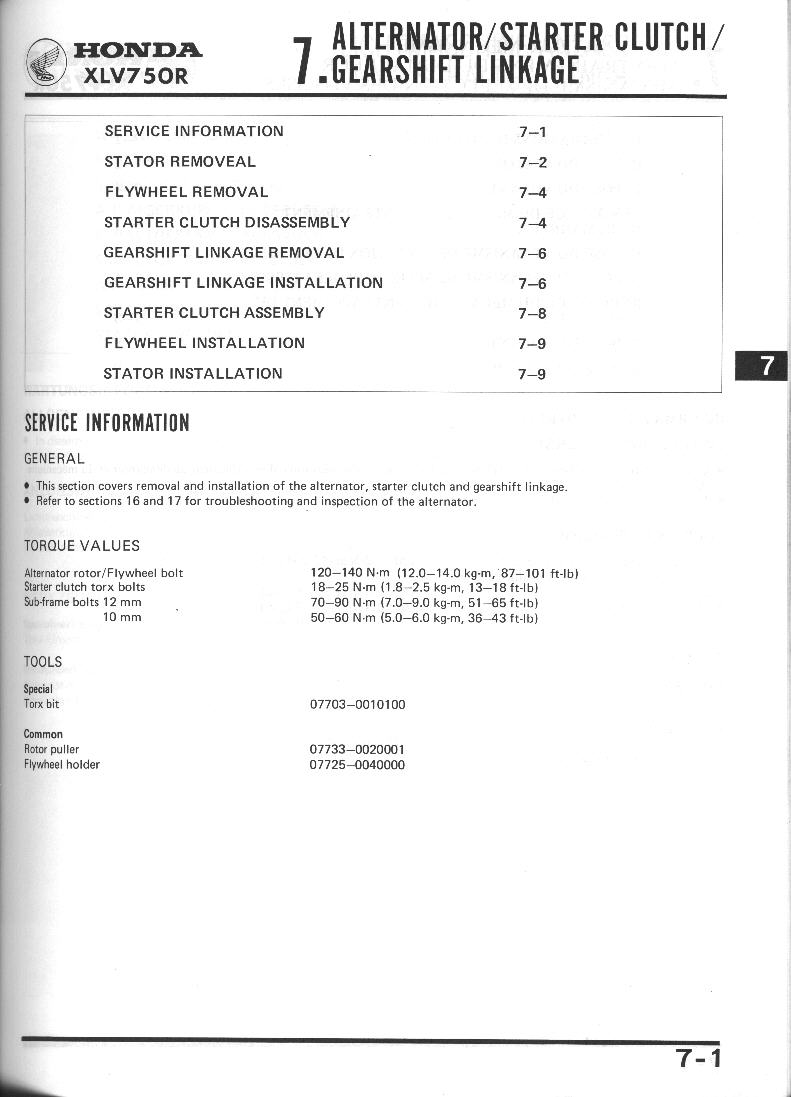 HONDA
XLV750R
7. ALTERNATOR/STARTER CLUTCH/
GEARSHIFT LINKAGE
SERVICE INFORMATION 7–1
STATOR REMOVEAL 7–2
FLYWHEEL REMOVAL 7–4
STARTER CLUTCH DISASSEMBLY 7–4
GEARSHIFT LINKAGE REMOVAL 7–6
GEARSHIFT LINKAGE INSTALLATION 7–6
STARTER CLUTCH ASSEMBLY 7–8
FLYWHEEL INSTALLATION 7–9
STATOR INSTALLATION 7–9
7
SERVICE INFORMATION
GENERAL
• This section covers removal and installation of the alternator, starter clutch and gearshift linkage.
• Refer to sections 16 and 17 for troubleshooting and inspection of the alternator.
TORQUE VALUES
Alternator rotor/Flywheel bolt 120–140 N·m (12.0–14.0 kg-m, 87–101 ft-lb)
Starter clutch torx bolts 18–25 N·m (1.8–2.5 kg-m, 13–18 ft-lb)
Sub-frame bolts 12 mm 70–90 N·m (7.0–9.0 kg-m, 51–65 ft-lb)
10 mm 50–60 N·m (5.0–6.0 kg-m, 36–43 ft-lb)
TOOLS
Special
Torx bit 07703–0010100
Common
Rotor puller 07733–0020001
Flywheel holder 07725–0040000
7-1